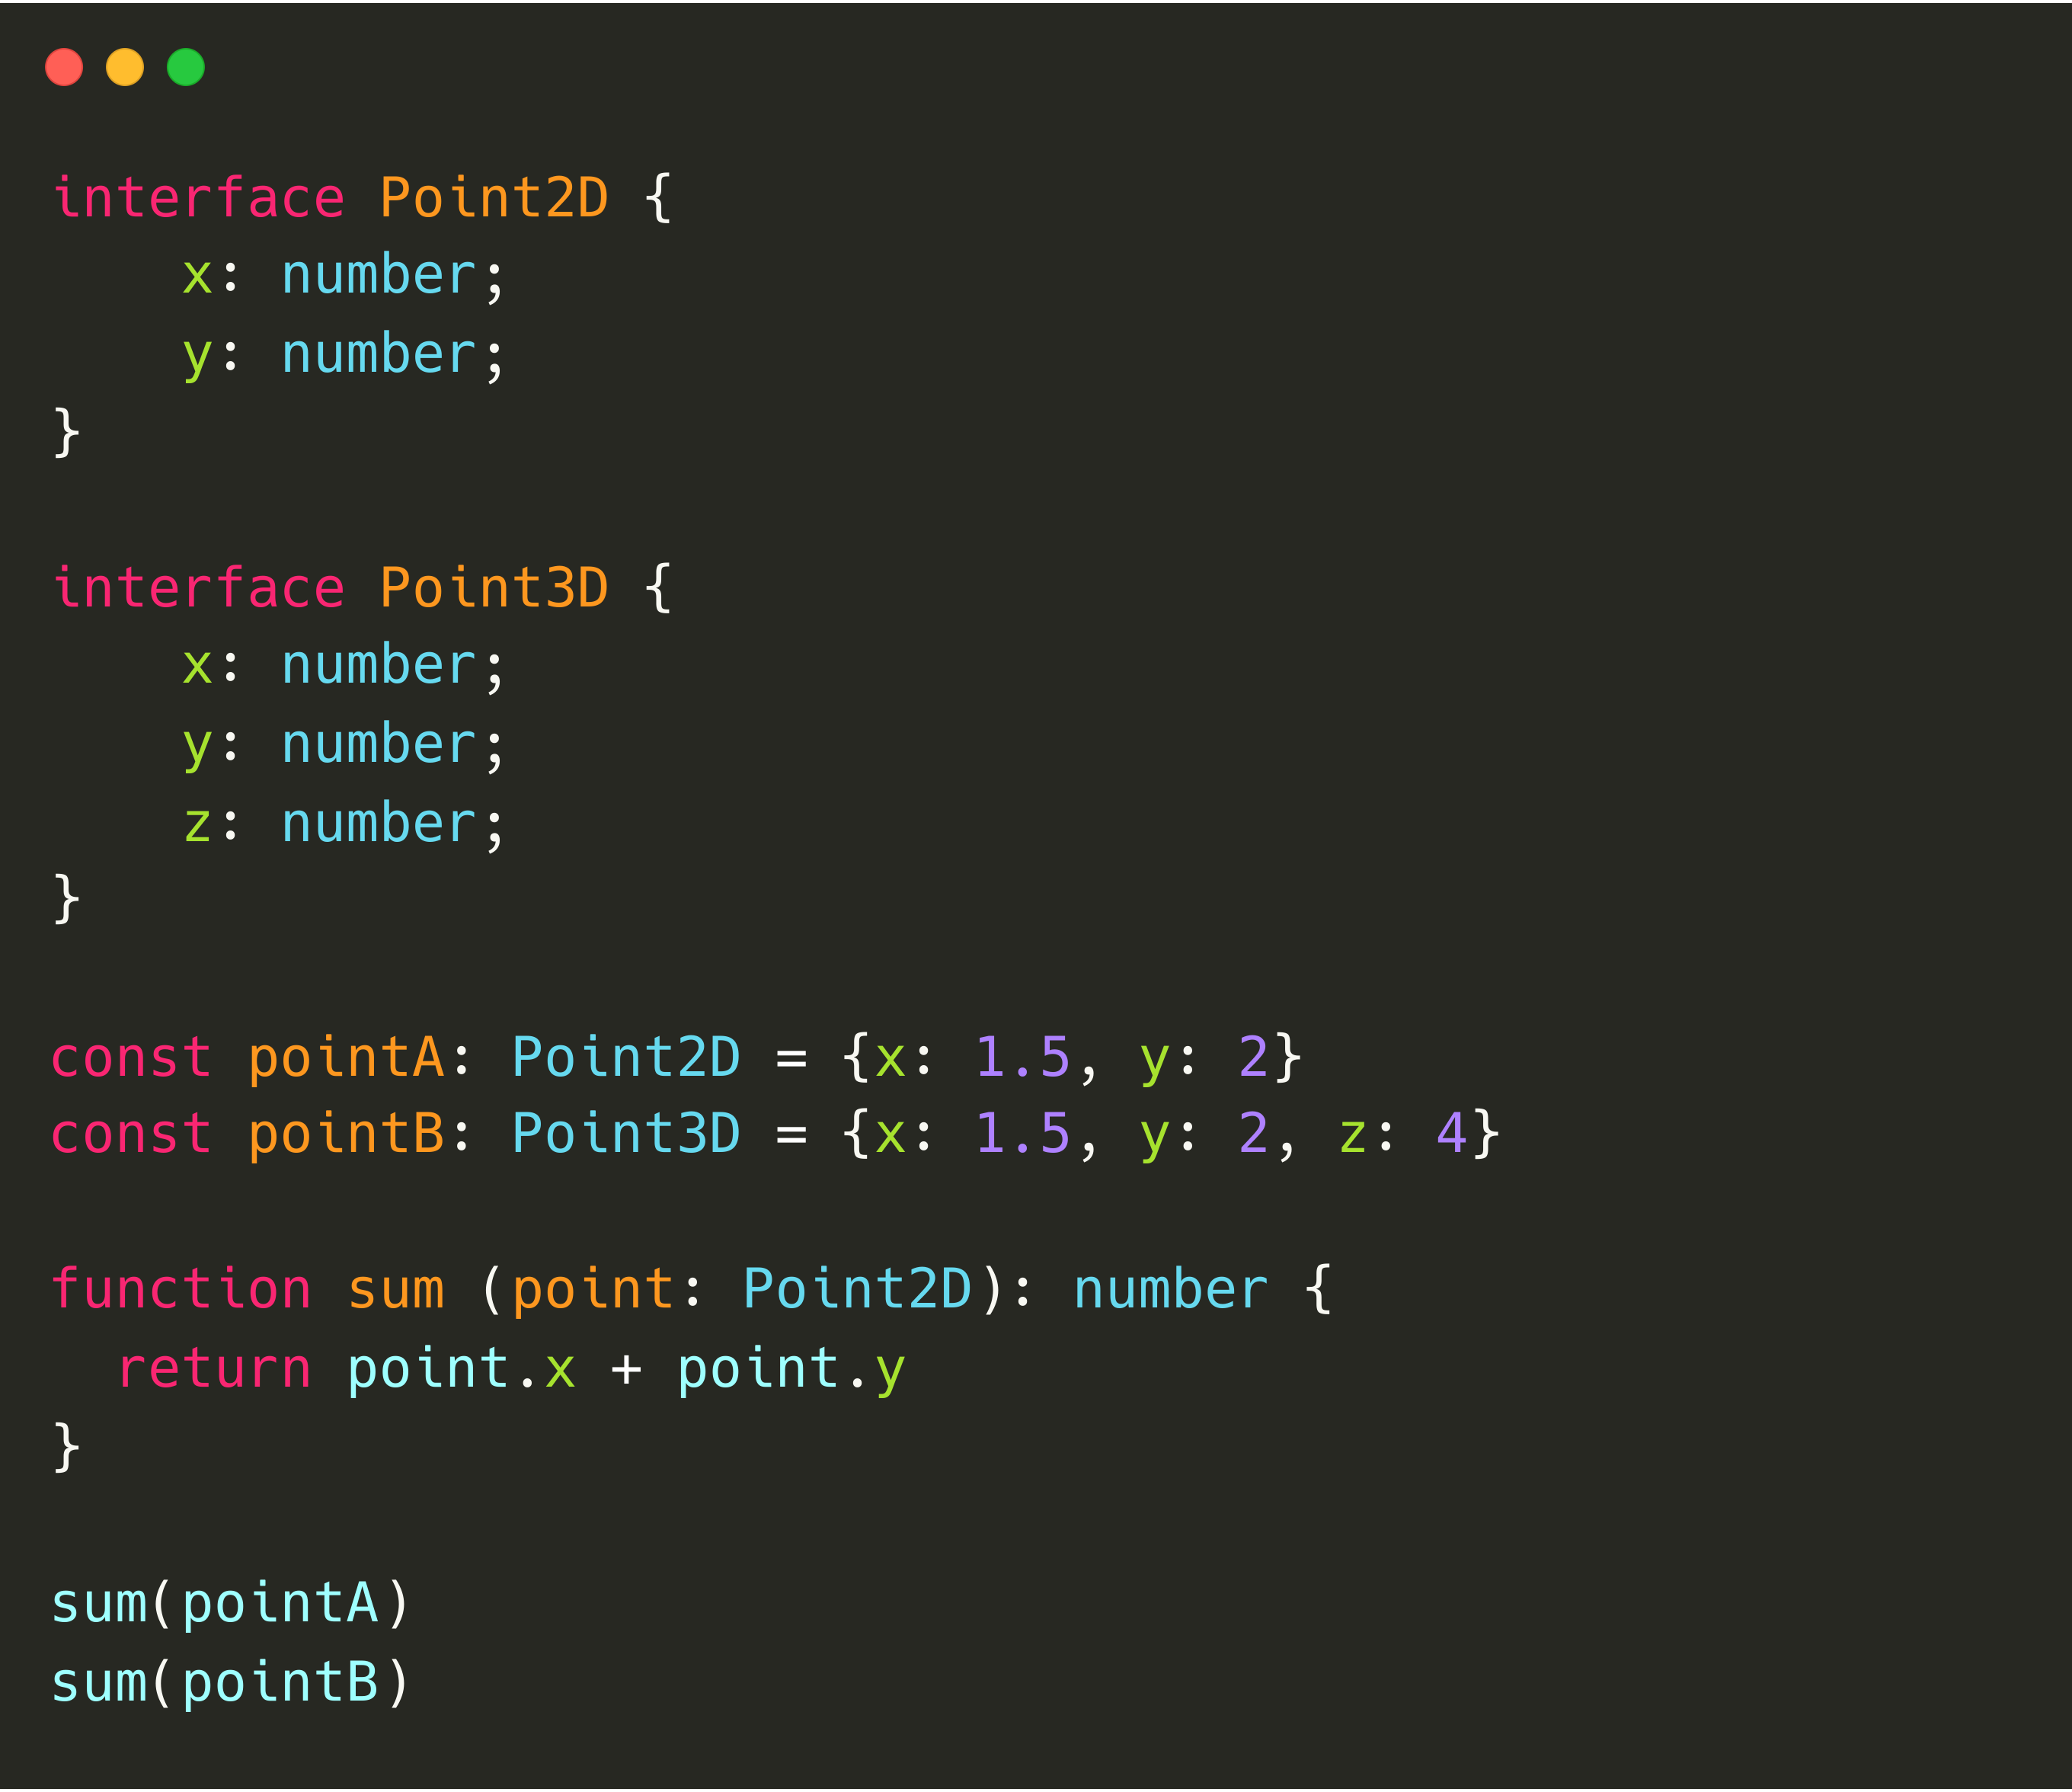 interface Point2D {
    x: number;
    y: number;
}

interface Point3D {
    x: number;
    y: number;
    z: number;
}

const pointA: Point2D = {x: 1.5, y: 2}
const pointB: Point3D = {x: 1.5, y: 2, z: 4}

function sum (point: Point2D): number {
  return point.x + point.y
}

sum(pointA)
sum(pointB)